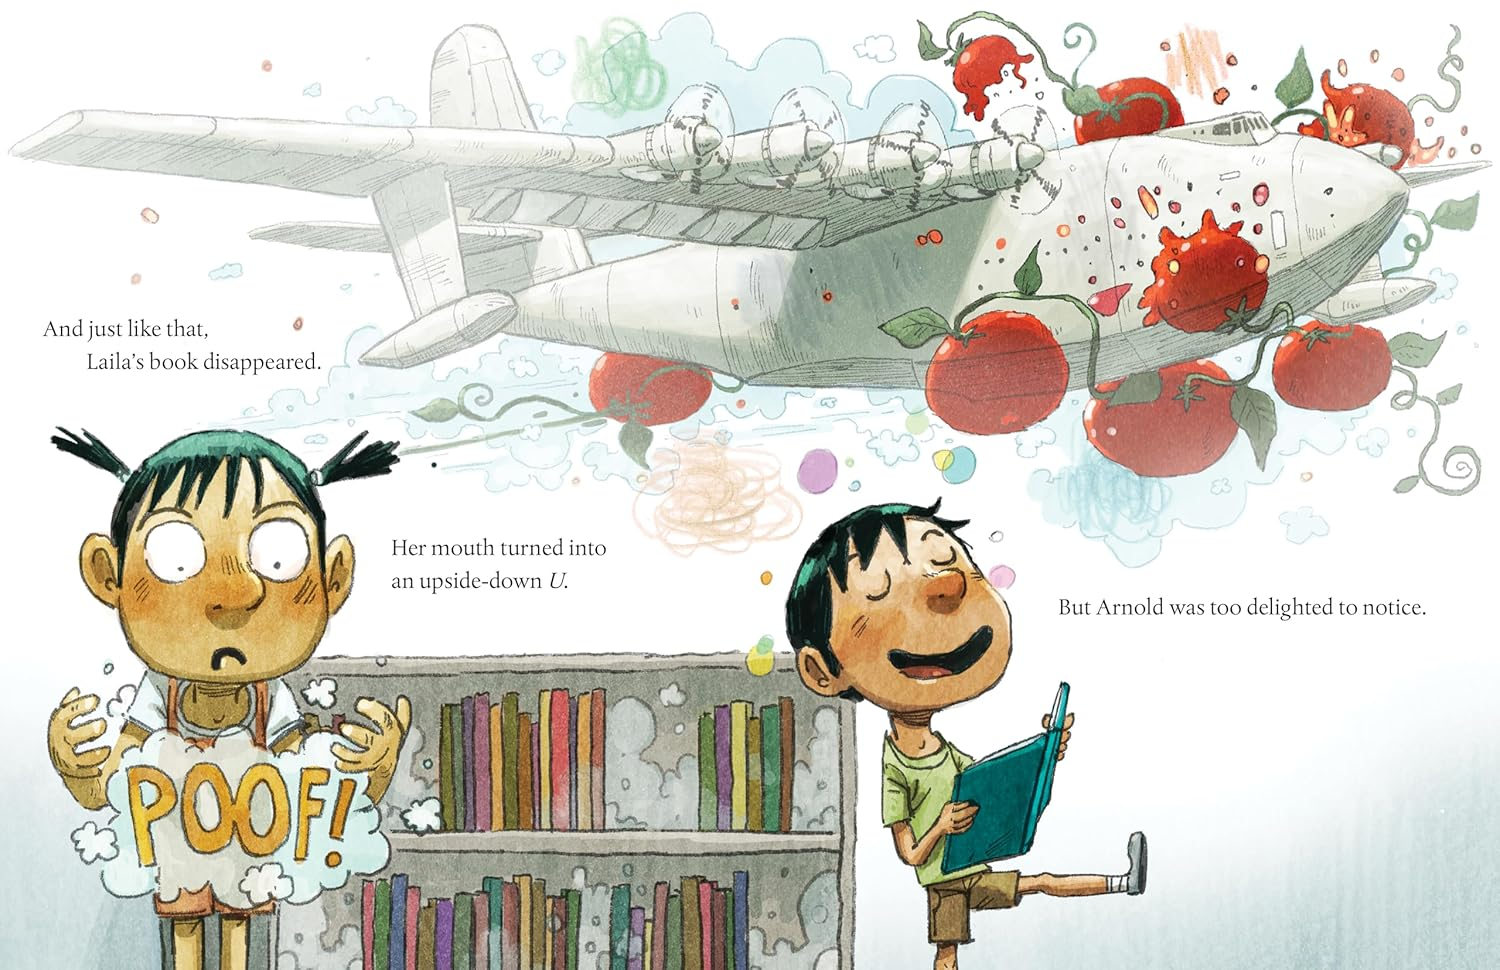 And just like that,
Laila’s book disappeared.
Her mouth turned into
an upside-down U.
But Arnold was too delighted to notice.
POOF!